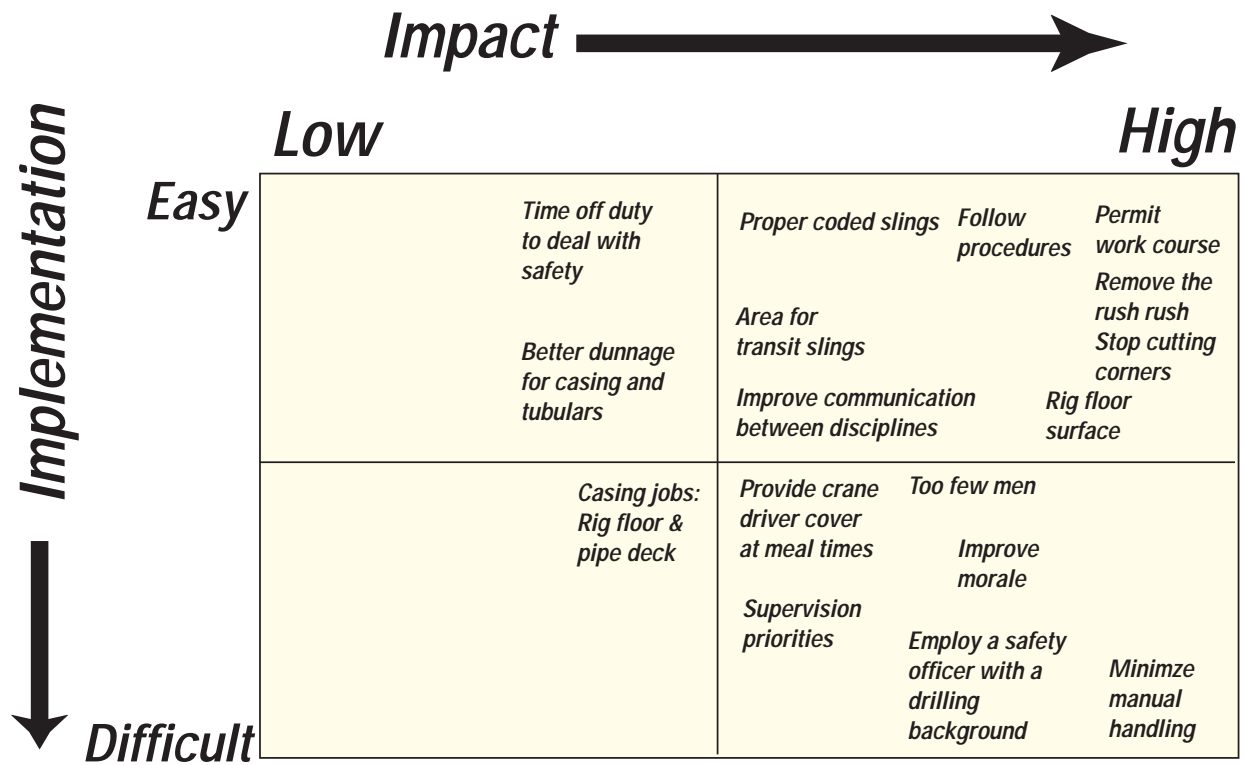 Impact
Implementation
Low
High
Easy
Difficult
Time off duty
to deal with
safety
Better dunnage
for casing and
tubulars
Proper coded slings
Follow
procedures
Permit
work course
Remove the
rush rush
Stop cutting
corners
Area for
transit slings
Improve communication
between disciplines
Rig floor
surface
Casing jobs:
Rig floor &
pipe deck
Provide crane
driver cover
at meal times
Too few men
Improve
morale
Supervision
priorities
Employ a safety
officer with a
drilling
background
Minimze
manual
handling